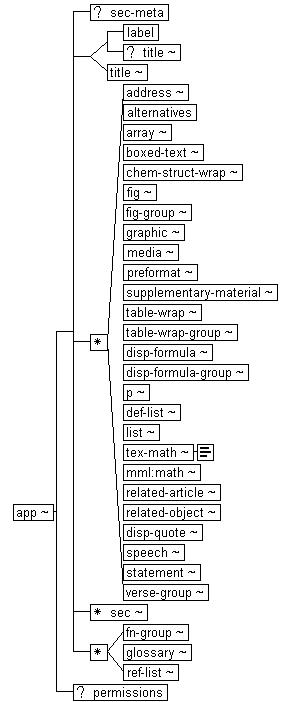 ? sec-meta
label
? title ~
title ~
address ~
alternatives
array ~
boxed-text ~
chem-struct-wrap ~
fig ~
fig-group ~
graphic ~
media ~
preformat ~
supplementary-material ~
table-wrap ~
table-wrap-group ~
disp-formula ~
disp-formula-group ~
*
p ~
def-list ~
list ~
tex-math ~
mml:math ~
related-article ~
related-object ~
app ~
disp-quote ~
speech ~
statement ~
verse-group ~
* sec ~
fn-group ~
* glossary ~
ref-list ~
? permissions